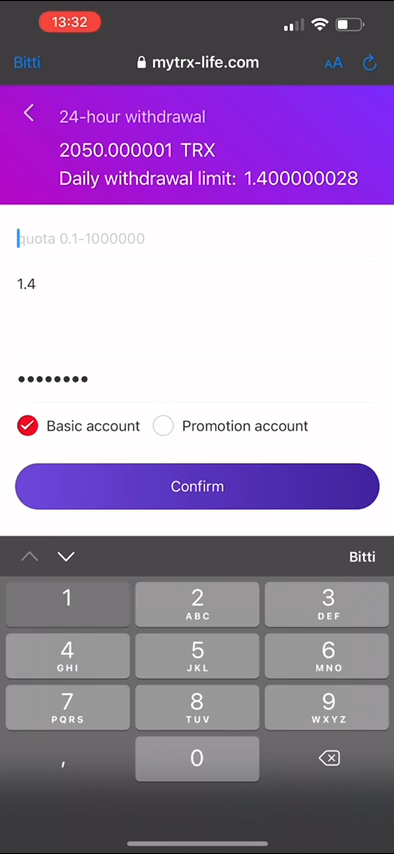 13:32
Bitti
mytrx-life.com
AA
24-hour withdrawal
2050.000001 TRX
Daily withdrawal limit: 1.400000028
quota 0.1-1000000
1.4
Basic account
Promotion account
Confirm
Bitti
1
2
ABC
3
DEF
4
GHI
5
JKL
6
MNO
7
PQRS
8
TUV
9
WXYZ
,
0